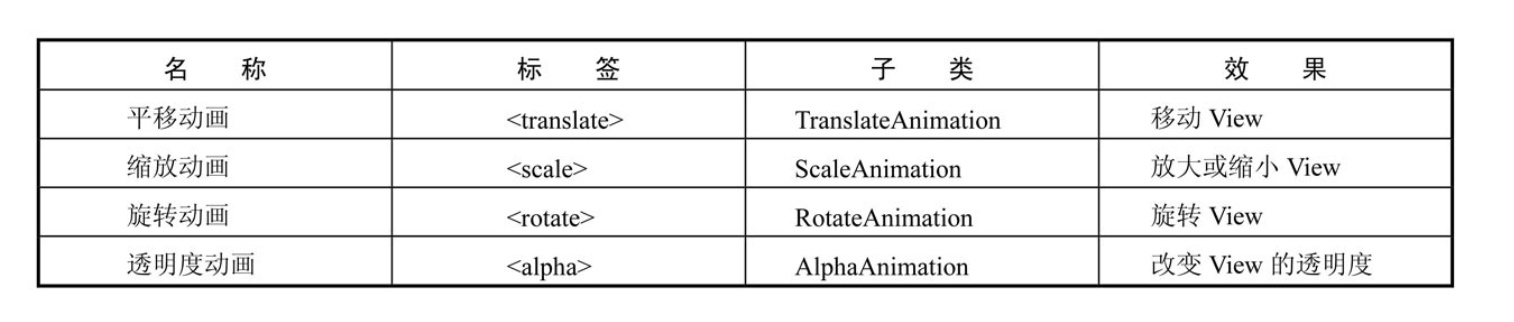 名 称 标 签 子 类 效 果
平移动画 <translate> TranslateAnimation 移动 View
缩放动画 <scale> ScaleAnimation 放大或缩小 View
旋转动画 <rotate> RotateAnimation 旋转 View
透明度动画 <alpha> AlphaAnimation 改变 View 的透明度